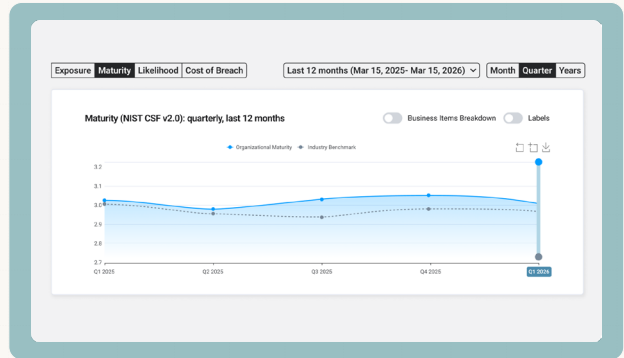 Exposure Maturity Likelihood Cost of Breach Last 12 months (Mar 15, 2025- Mar 15, 2026) Month Quarter Years
Maturity (NIST CSF v2.0): quarterly, last 12 months Business Items Breakdown Labels
Organizational Maturity Industry Benchmark
3.2
3.1
3.0
2.9
2.8
2.7
Q1 2025 Q2 2025 Q3 2025 Q4 2025 Q1 2026